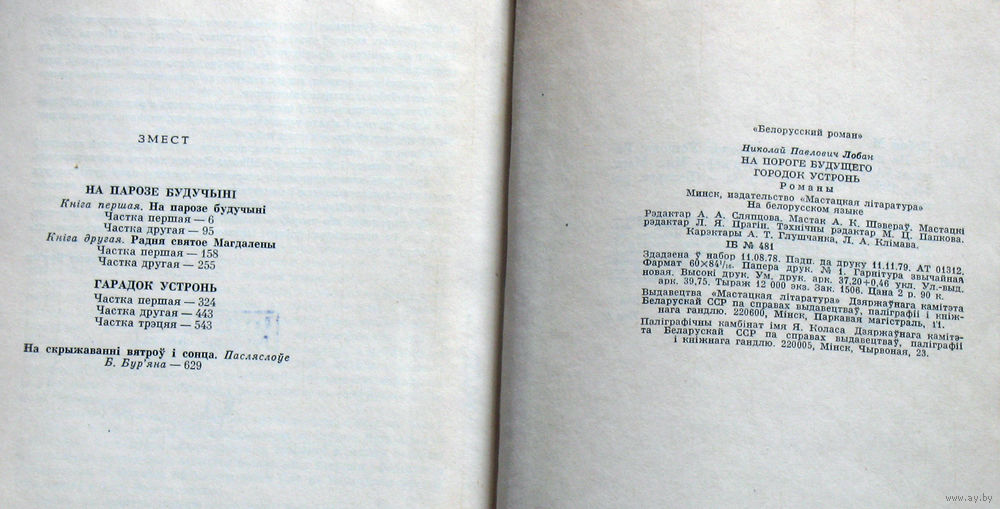 ЗМЕСТ
НА ПАРОЗЕ БУДУЧЫНІ
Кніга першая. На парозе будучыні
Частка першая — 6
Частка другая — 95
Кніга другая. Радня святое Магдалены
Частка першая — 158
Частка другая — 255
ГАРАДОК УСТРОНЬ
Частка першая — 324
Частка другая — 443
Частка трэцяя — 543
На скрыжаванні вятроў і сонца. Пасляслоўе
Б. Бур'яна — 629
«Белорусский роман»
Николай Павлович Лобан
НА ПОРОГЕ БУДУЩЕГО
ГОРОДОК УСТРОНЬ
Романы
Минск, издательство «Мастацкая літаратура»
На белорусском языке
Рэдактар А. А. Сляпцова. Мастак А. К. Шэвераў. Мастацкі
рэдактар Л. Я. Прагін. Тэхнічны рэдактар М. Ц. Папкова.
Карэктары А. Т. Глушчанка, Л. А. Клімава.
ІБ № 481
Здадзена ў набор 11.08.78. Падп. да друку 11.11.79. АТ 01312.
Фармат 60×84 1/16. Папера друк. № 1. Гарнітура звычайная
новая. Высокі друк. Ум. друк. арк. 37,20+0,46 укл. Ул.-выд.
арк. 39,75. Тыраж 12 000 экз. Зак. 1506. Цана 2 р. 90 к.
Выдавецтва «Мастацкая літаратура» Дзяржаўнага камітэта
Беларускай ССР па справах выдавецтваў, паліграфіі і кніж-
нага гандлю. 220600, Мінск, Паркавая магістраль, 11.
Паліграфічны камбінат імя Я. Коласа Дзяржаўнага камітэ-
та Беларускай ССР па справах выдавецтваў, паліграфіі
і кніжнага гандлю. 220005, Мінск, Чырвоная, 23.
www.ay.by